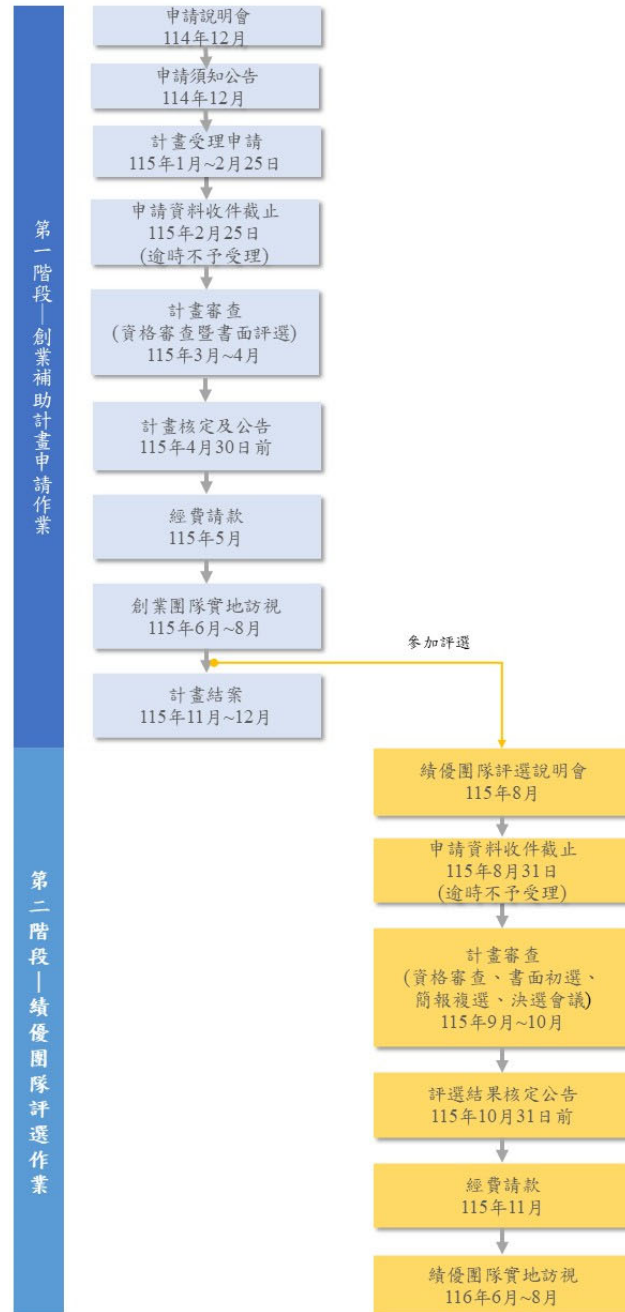 第一階段—創業補助計畫申請作業
申請說明會
114年12月
申請須知公告
114年12月
計畫受理申請
115年1月~2月25日
申請資料收件截止
115年2月25日
(逾時不予受理)
計畫審查
(資格審查暨書面評選)
115年3月~4月
計畫核定及公告
115年4月30日前
經費請款
115年5月
創業團隊實地訪視
115年6月~8月
計畫結案
115年11月~12月
參加評選
第二階段—績優團隊評選作業
績優團隊評選說明會
115年8月
申請資料收件截止
115年8月31日
(逾時不予受理)
計畫審查
(資格審查、書面初選、
簡報複選、決選會議)
115年9月~10月
評選結果核定公告
115年10月31日前
經費請款
115年11月
績優團隊實地訪視
116年6月~8月